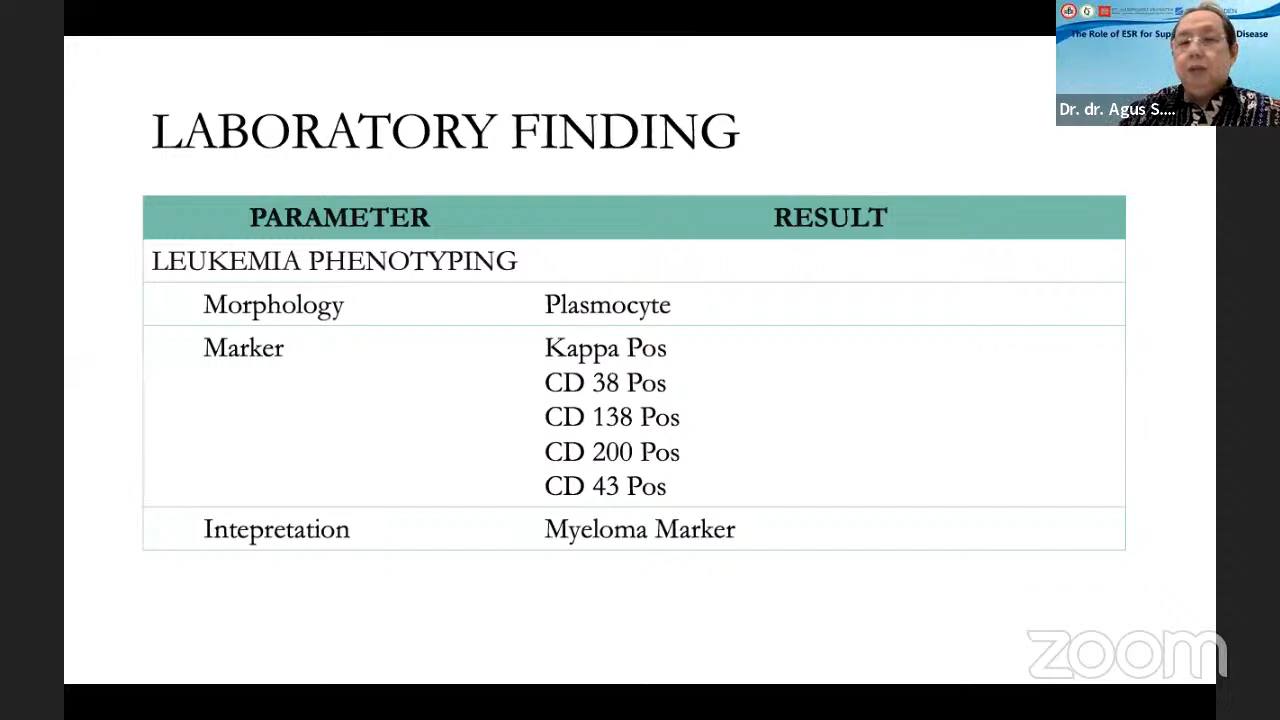 The Role of ESR for Sup
Disease
Dr. dr. Agus S....
LABORATORY FINDING
PARAMETER RESULT
LEUKEMIA PHENOTYPING
Morphology Plasmocyte
Marker Kappa Pos
CD 38 Pos
CD 138 Pos
CD 200 Pos
CD 43 Pos
Intepretation Myeloma Marker
zoom